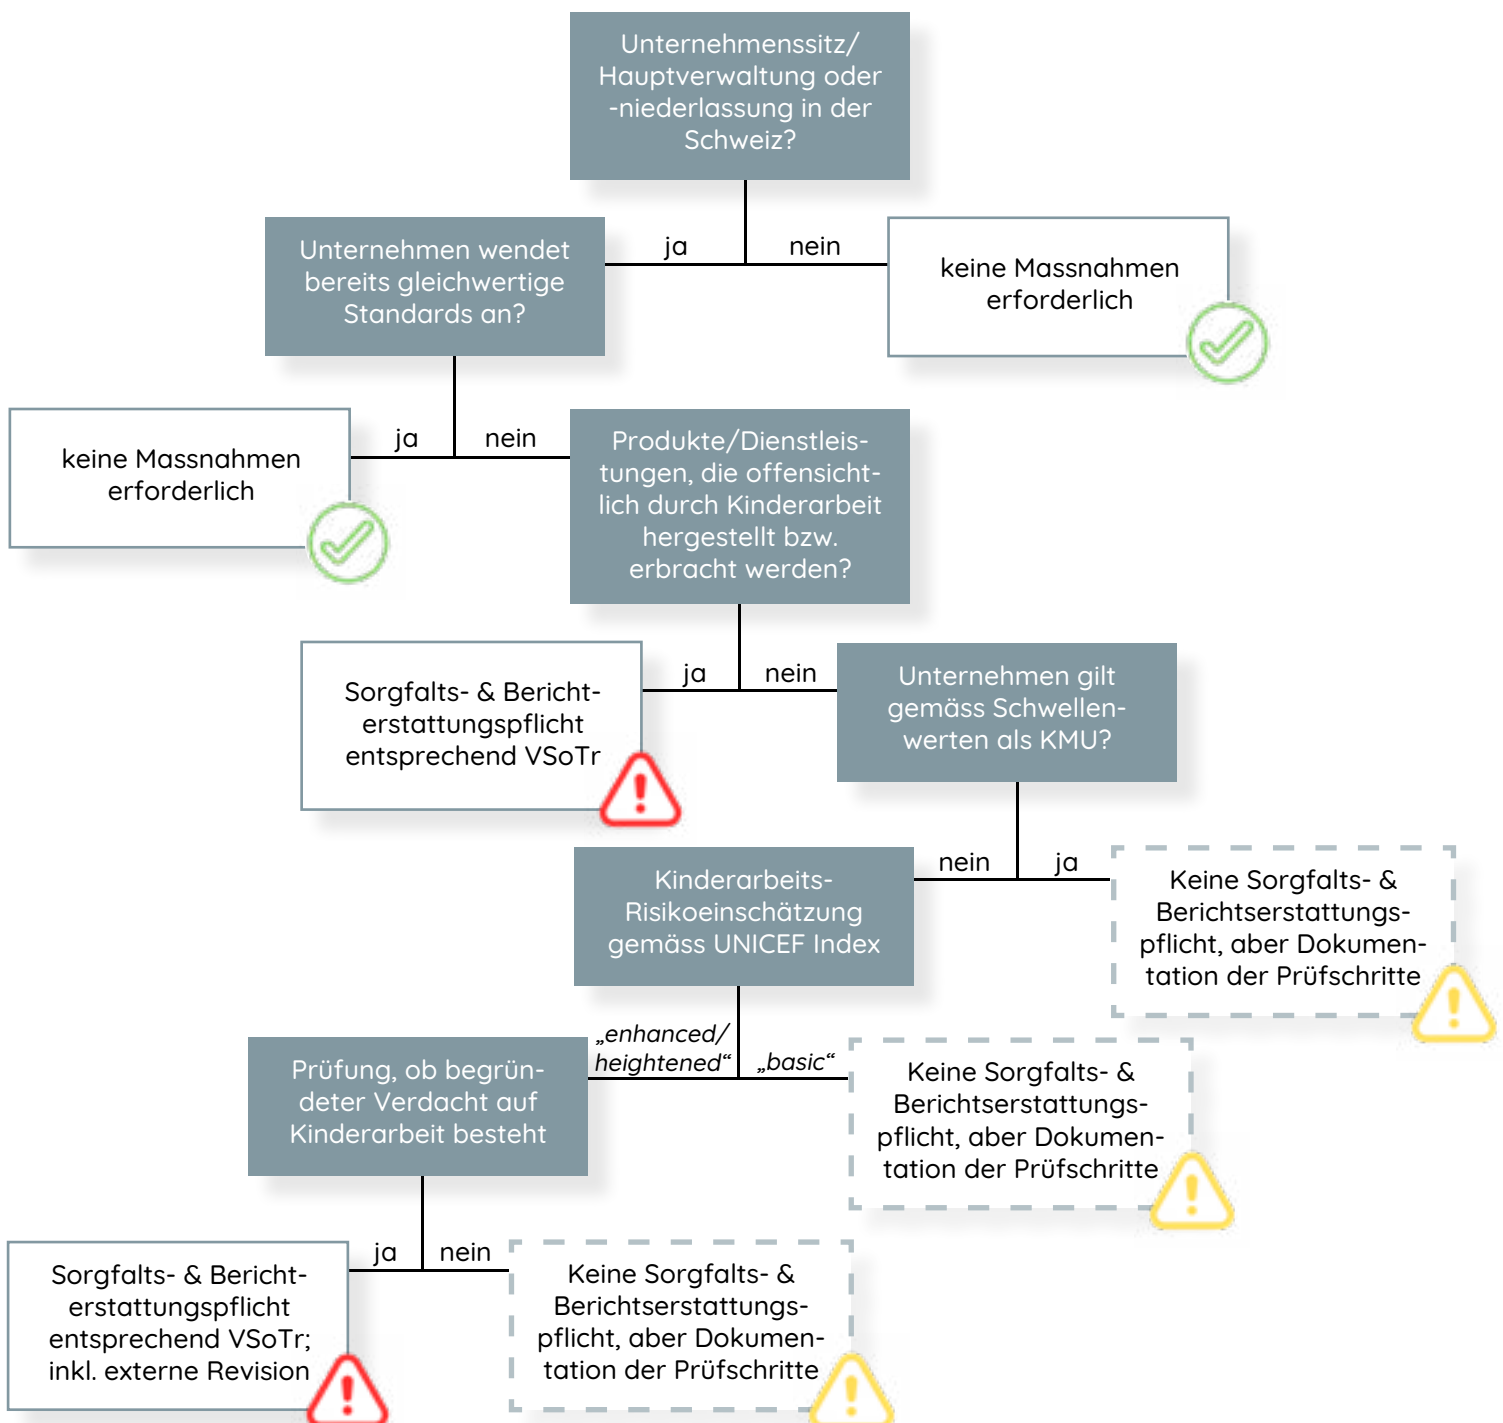 Unternehmenssitz/
Hauptverwaltung oder
-niederlassung in der
Schweiz?
ja
nein
Unternehmen wendet
bereits gleichwertige
Standards an?
keine Massnahmen
erforderlich
ja
nein
keine Massnahmen
erforderlich
Produkte/Dienstleis-
tungen, die offensicht-
lich durch Kinderarbeit
hergestellt bzw.
erbracht werden?
ja
nein
Sorgfalts- & Bericht-
erstattungspflicht
entsprechend VSoTr
Unternehmen gilt
gemäss Schwellen-
werten als KMU?
nein
ja
Kinderarbeits-
Risikoeinschätzung
gemäss UNICEF Index
Keine Sorgfalts- &
Berichtserstattungs-
pflicht, aber Dokumen-
tation der Prüfschritte
„enhanced/
heightened“
„basic“
Prüfung, ob begrün-
deter Verdacht auf
Kinderarbeit besteht
Keine Sorgfalts- &
Berichtserstattungs-
pflicht, aber Dokumen-
tation der Prüfschritte
ja
nein
Sorgfalts- & Bericht-
erstattungspflicht
entsprechend VSoTr;
inkl. externe Revision
Keine Sorgfalts- &
Berichtserstattungs-
pflicht, aber Dokumen-
tation der Prüfschritte